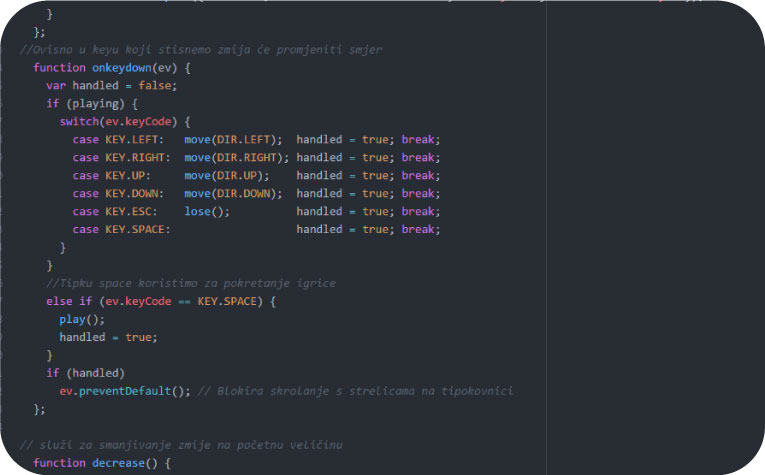 }
};
//Ovisno u keyu koji stisnemo zmija će promjeniti smjer
function onkeydown(ev) {
var handled = false;
if (playing) {
switch(ev.keyCode) {
case KEY.LEFT: move(DIR.LEFT); handled = true; break;
case KEY.RIGHT: move(DIR.RIGHT); handled = true; break;
case KEY.UP: move(DIR.UP); handled = true; break;
case KEY.DOWN: move(DIR.DOWN); handled = true; break;
case KEY.ESC: lose(); handled = true; break;
case KEY.SPACE: handled = true; break;
}
}
//Tipku space koristimo za pokretanje igrice
else if (ev.keyCode == KEY.SPACE) {
play();
handled = true;
}
if (handled)
ev.preventDefault(); // Blokira skrolanje s strelicama na tipokovnici
};
// služi za smanjivanje zmije na početnu veličinu
function decrease() {